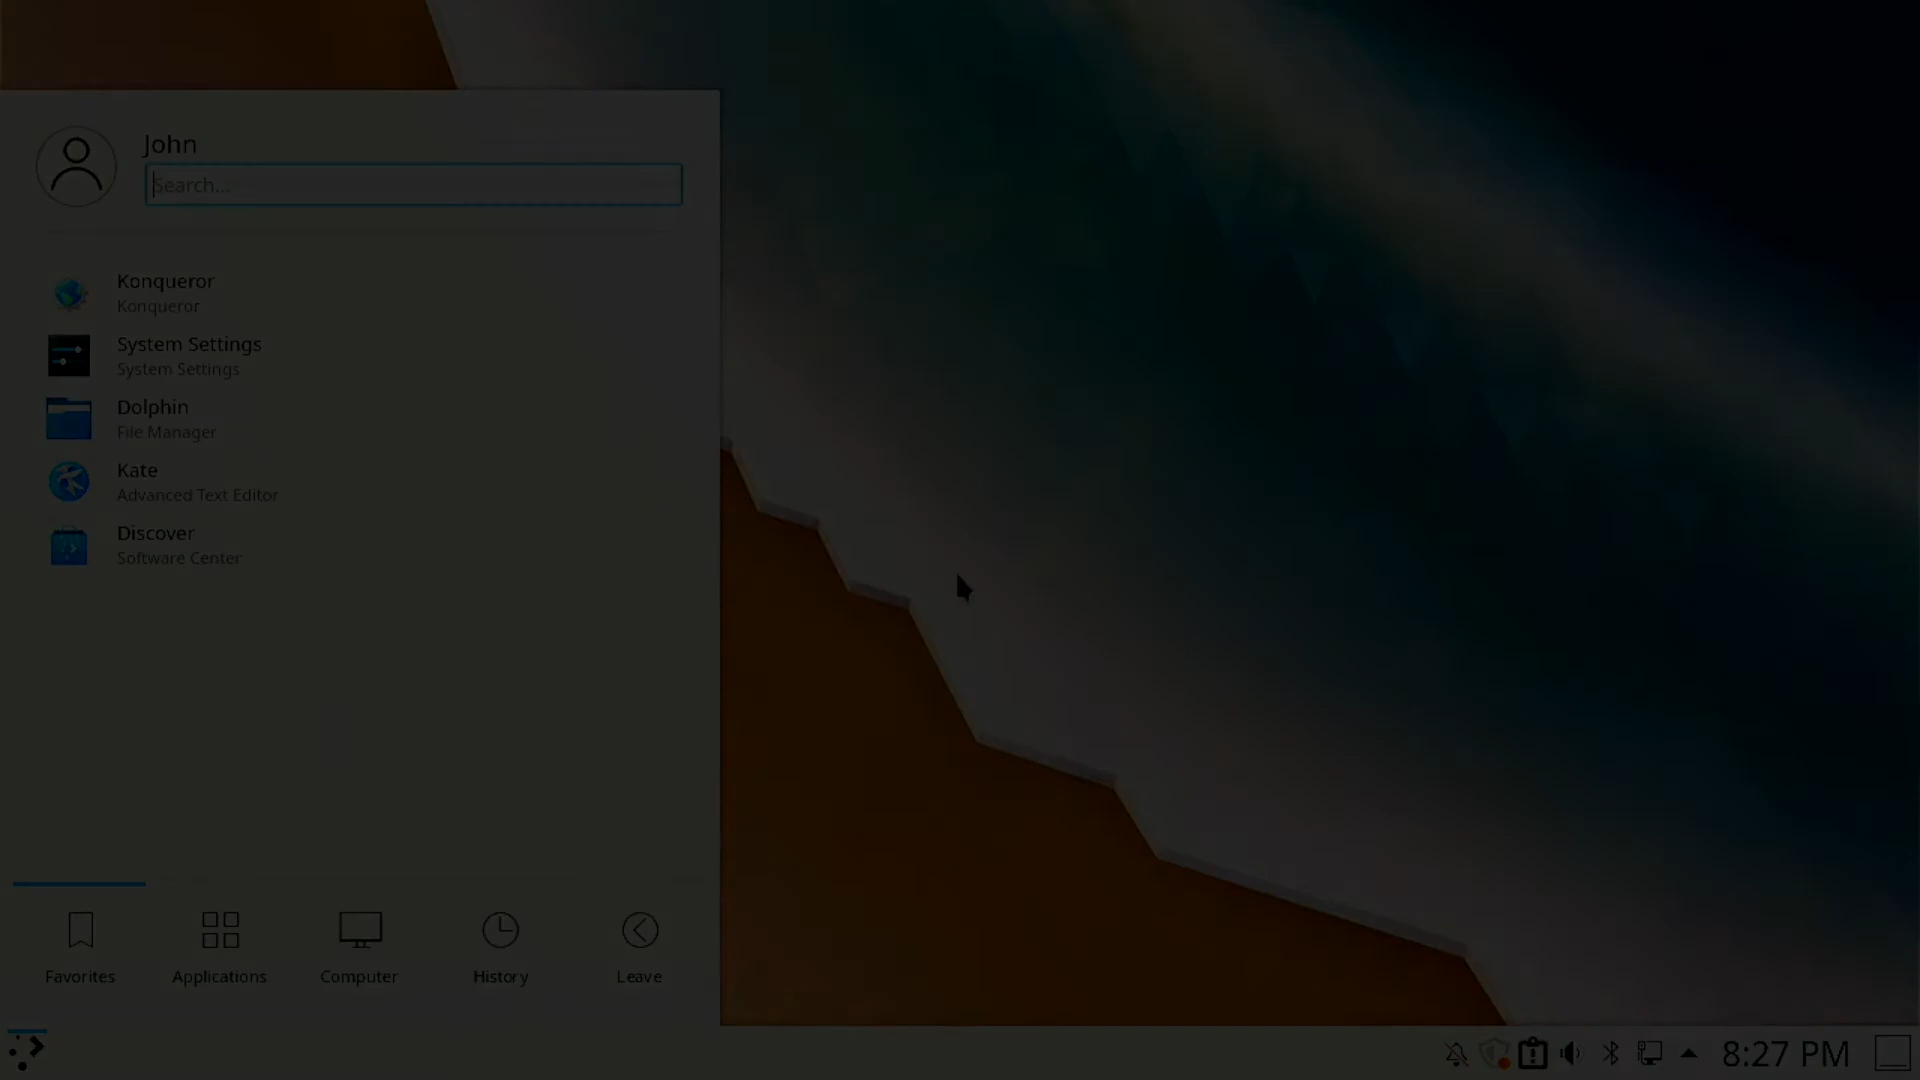 John
Search...
Konqueror
Konqueror
System Settings
System Settings
Dolphin
File Manager
Kate
Advanced Text Editor
Discover
Software Center
Favorites
Applications
Computer
History
Leave
8:27 PM